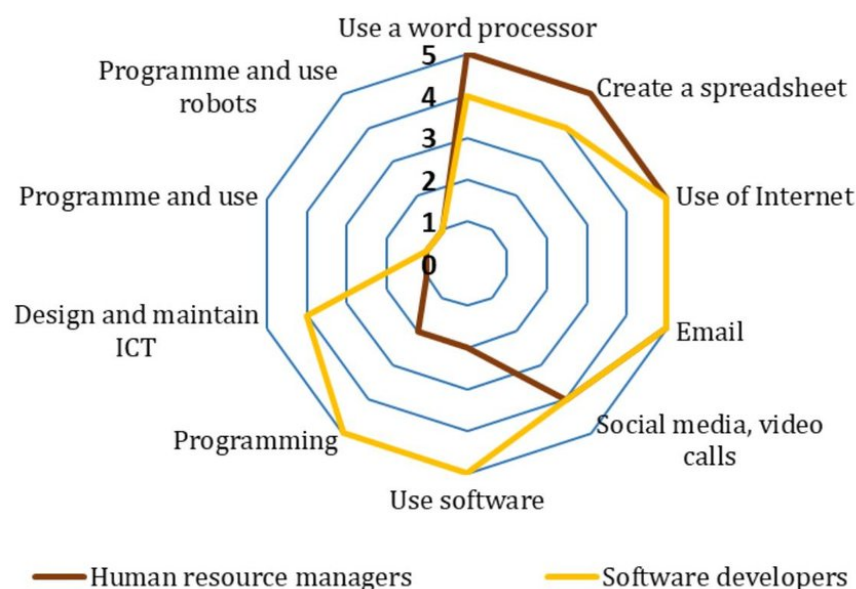 Use a word processor
Programme and use
robots
Create a spreadsheet
Programme and use
Use of Internet
Design and maintain
ICT
Email
Programming
Social media, video
calls
Use software
5
4
3
2
1
0
Human resource managers
Software developers